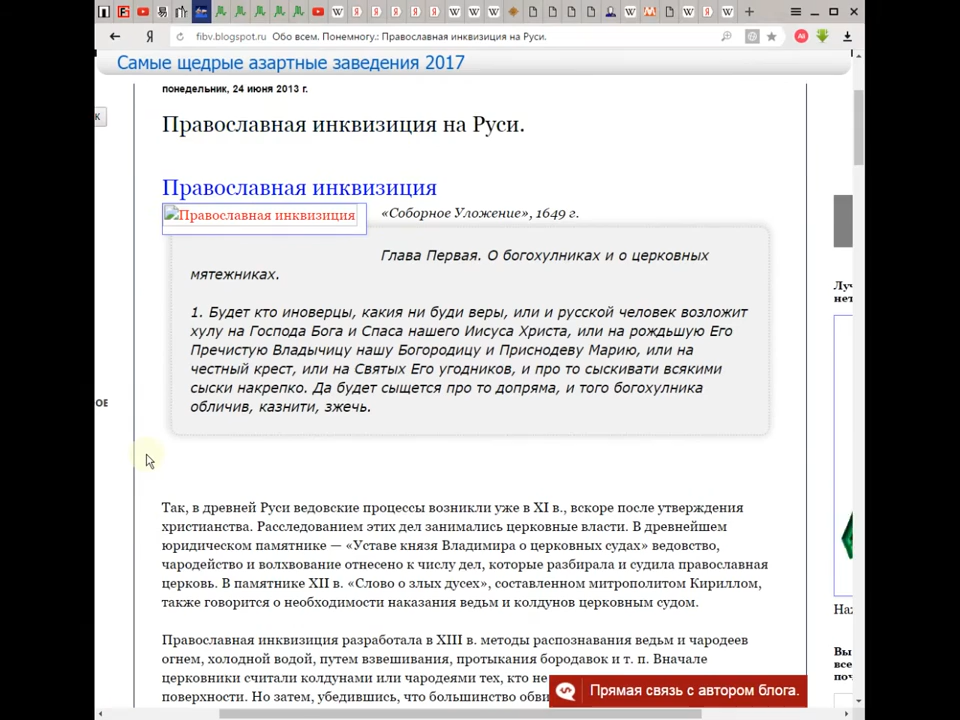 fibv.blogspot.ru Обо всем. Понемногу.: Православная инквизиция на Руси.
Самые щедрые азартные заведения 2017
понедельник, 24 июня 2013 г.
Православная инквизиция на Руси.
Православная инквизиция
Православная инквизиция
«Соборное Уложение», 1649 г.
Глава Первая. О богохулниках и о церковных
мятежниках.
1. Будет кто иноверцы, какия ни буди веры, или и русской человек возложит
хулу на Господа Бога и Спаса нашего Иисуса Христа, или на рождьшую Его
Пречистую Владычицу нашу Богородицу и Приснодеву Марию, или на
честный крест, или на Святых Его угодников, и про то сыскивати всякими
сыски накрепко. Да будет сыщется про то допряма, и того богохулника
обличив, казнити, зжечь.
Так, в древней Руси ведовские процессы возникли уже в XI в., вскоре после утверждения
христианства. Расследованием этих дел занимались церковные власти. В древнейшем
юридическом памятнике — «Уставе князя Владимира о церковных судах» ведовство,
чародейство и волхвование отнесено к числу дел, которые разбирала и судила православная
церковь. В памятнике XII в. «Слово о злых дусех», составленном митрополитом Кириллом,
также говорится о необходимости наказания ведьм и колдунов церковным судом.
Православная инквизиция разработала в XIII в. методы распознавания ведьм и чародеев
огнем, холодной водой, путем взвешивания, протыкания бородавок и т. п. Вначале
церковники считали колдунами или чародеями тех, кто не
поверхности. Но затем, убедившись, что большинство обви
Прямая связь с автором блога.
К
ОЕ
Луч
нет
Наж
Вы
все
поч